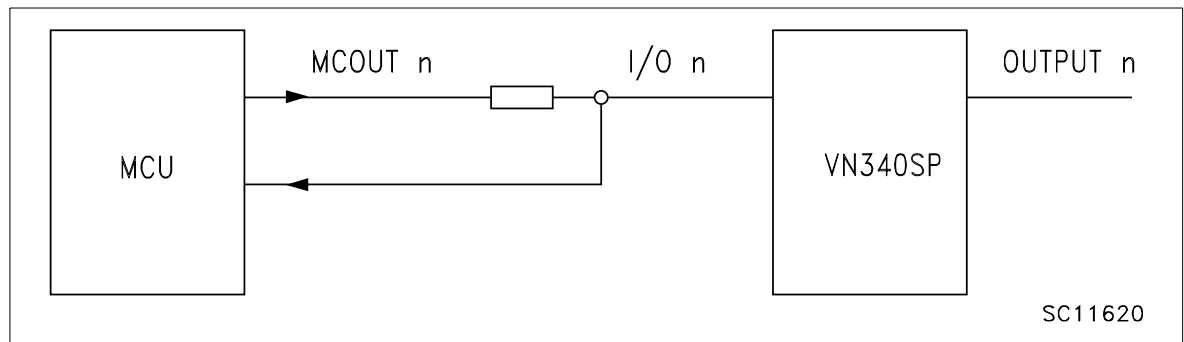 MCOUT n
I/O n
OUTPUT n
MCU
VN340SP
SC11620